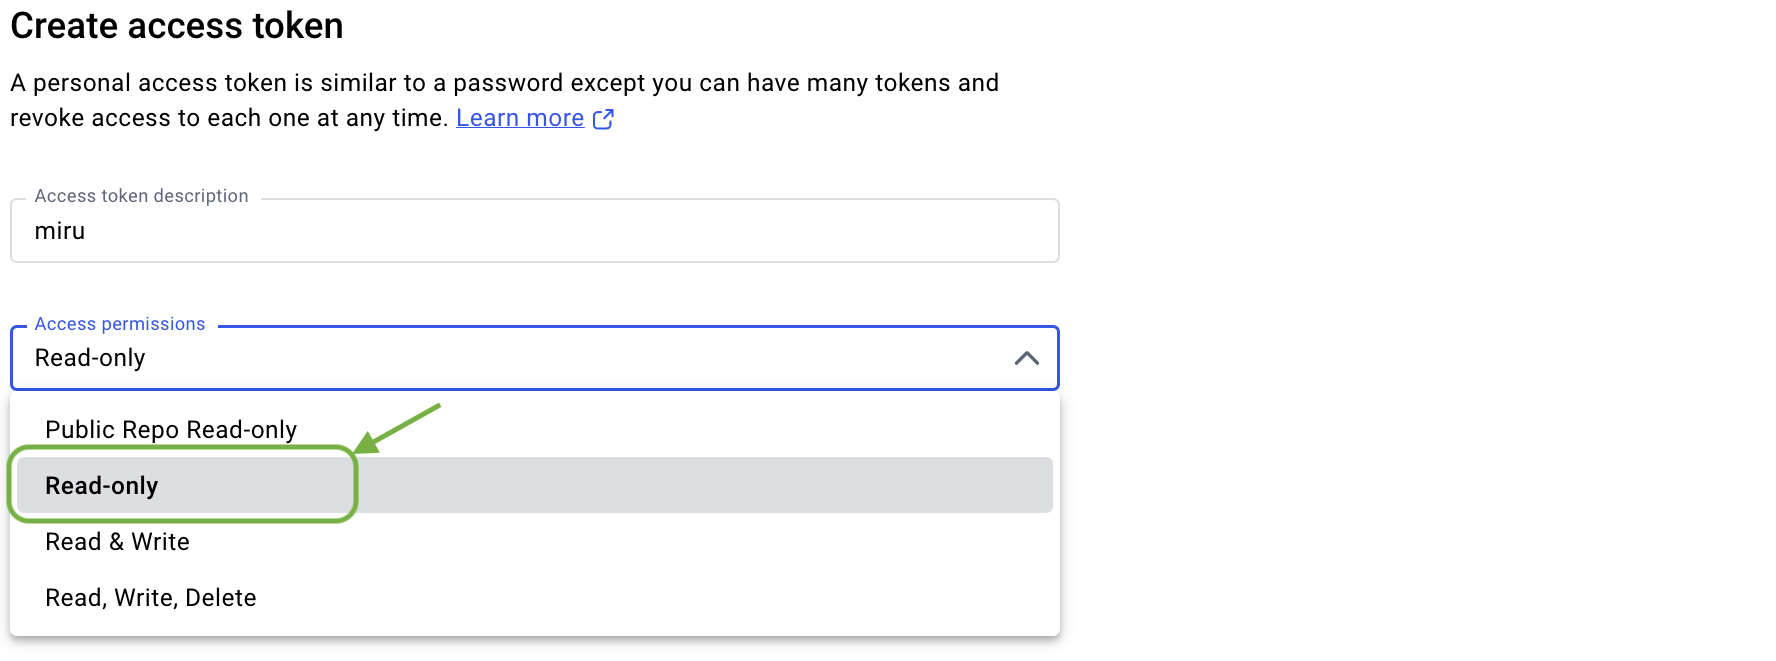 Create access token
A personal access token is similar to a password except you can have many tokens and
revoke access to each one at any time. Learn more
Access token description
miru
Access permissions
Read-only
Public Repo Read-only
Read-only
Read & Write
Read, Write, Delete